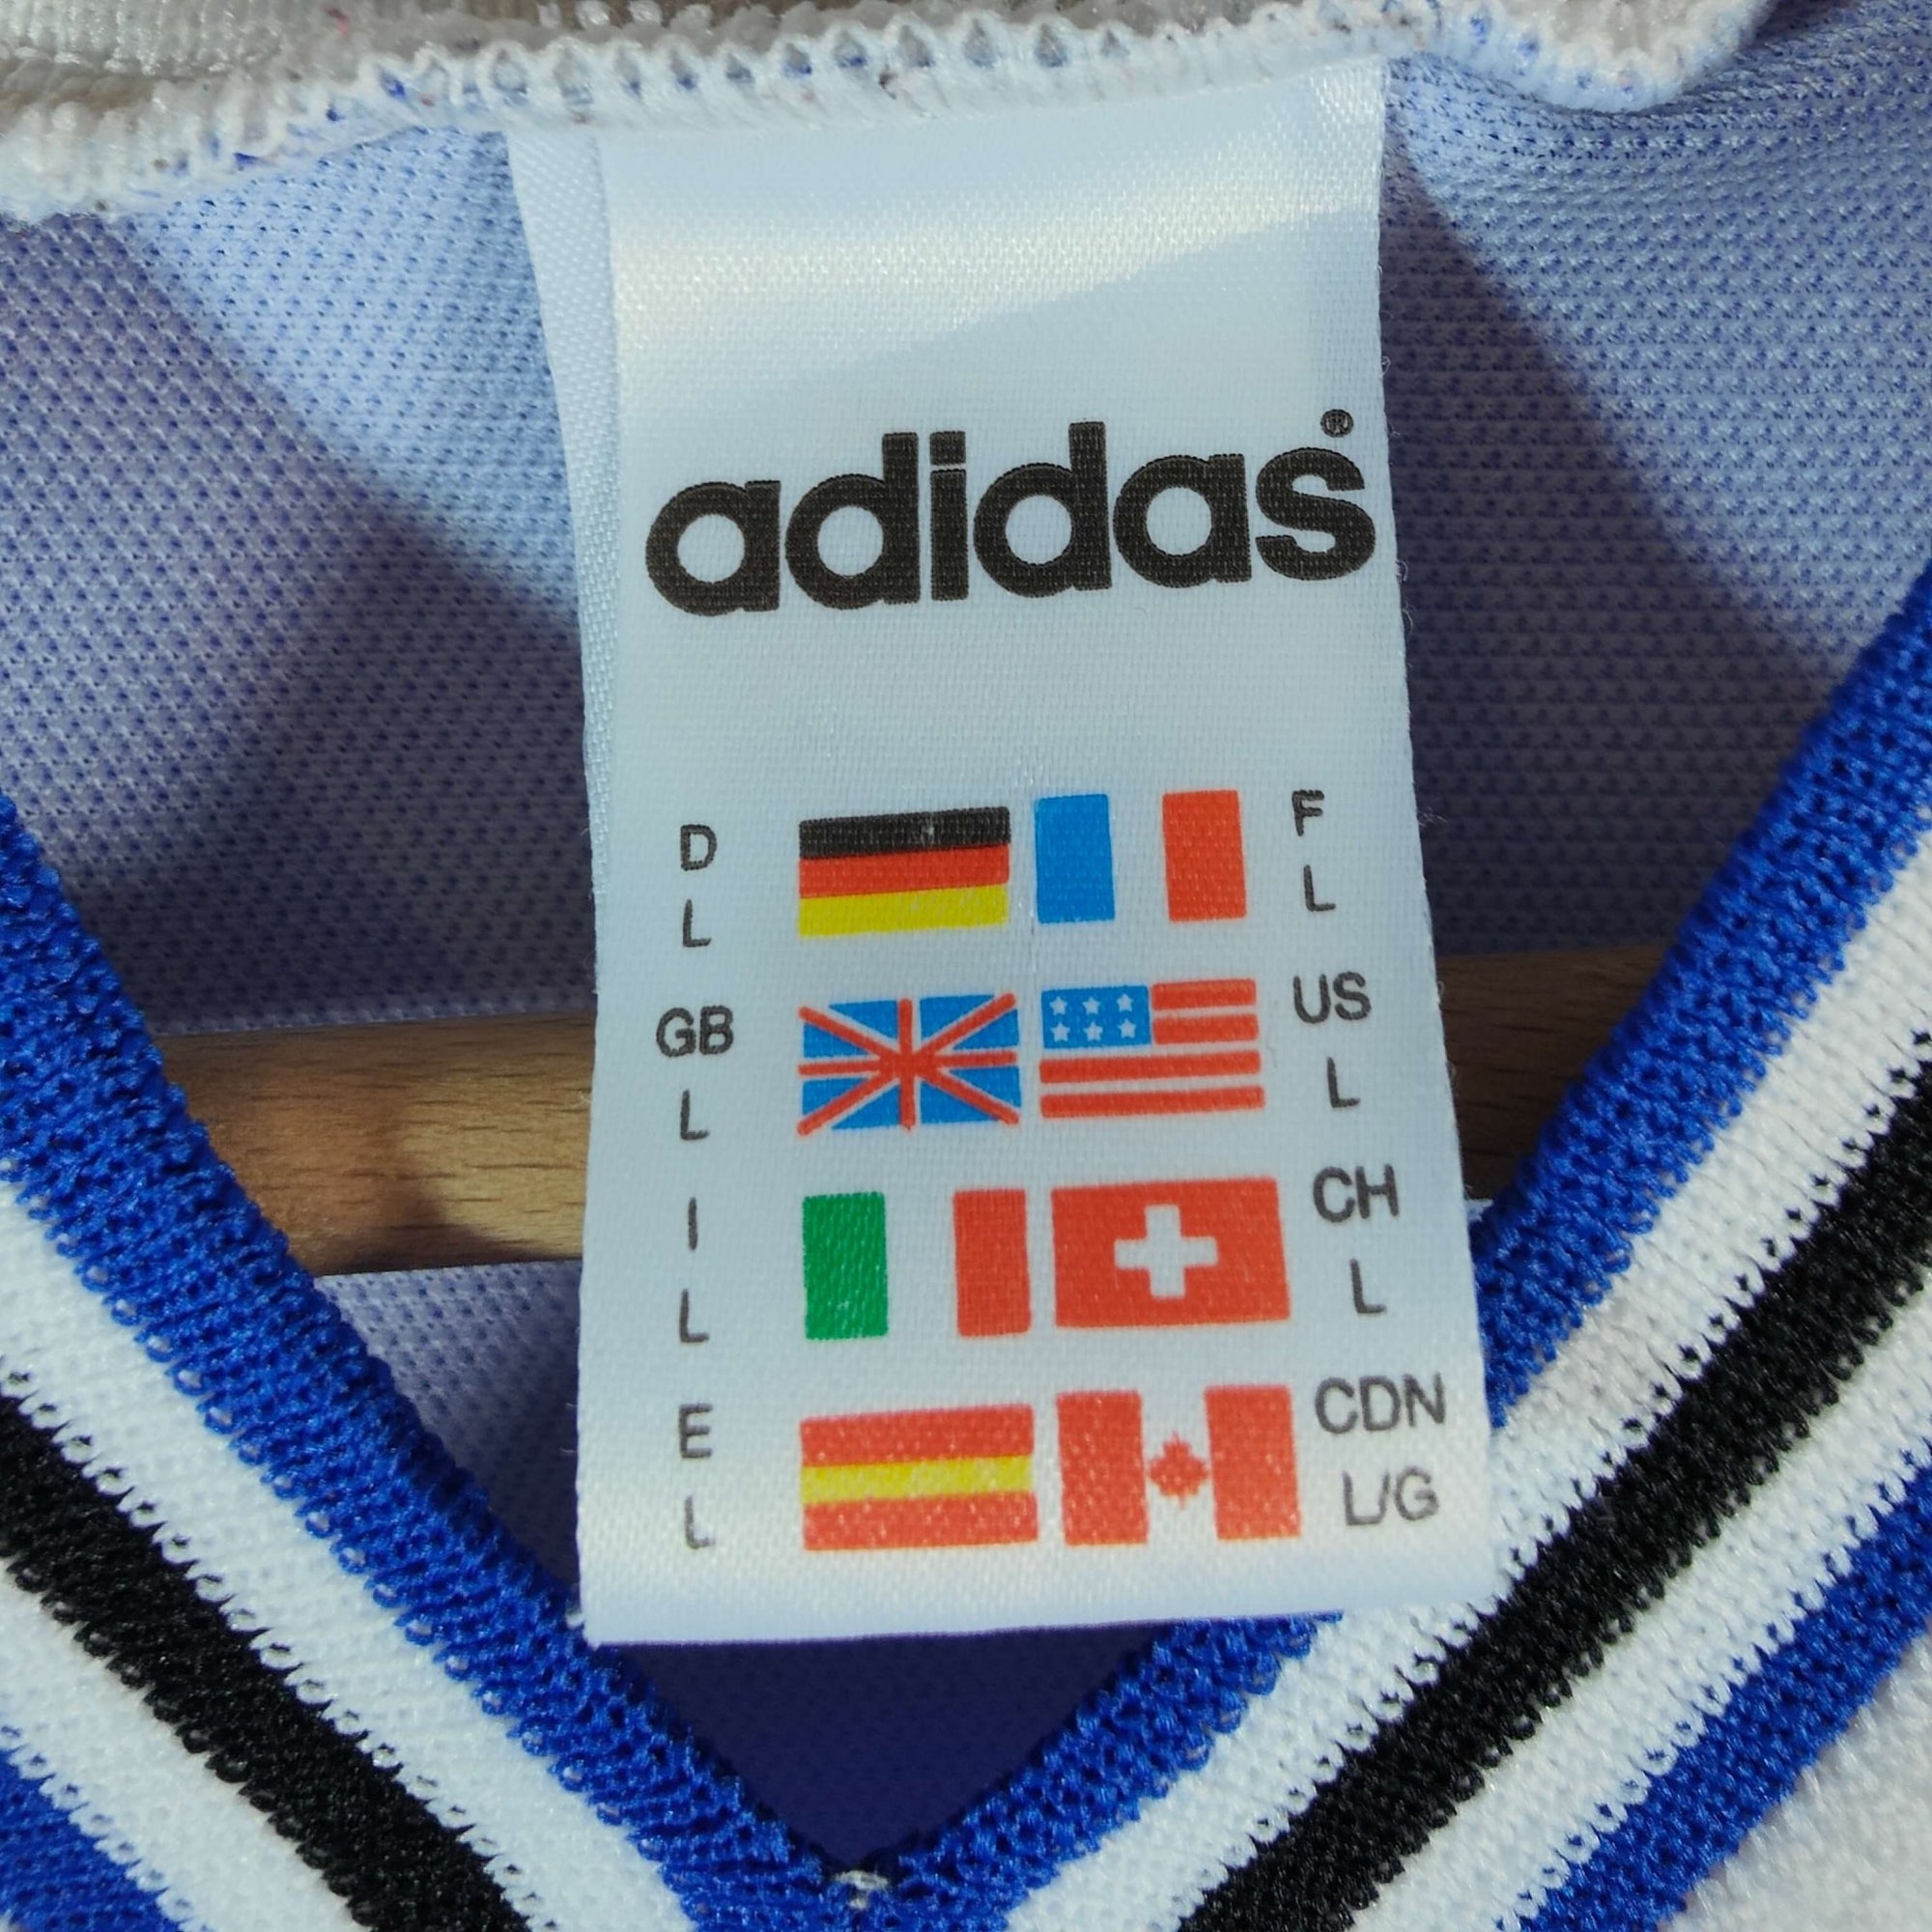 adidas®
D F
L L
GB US
L L
I CH
L L
E CDN
L L/G